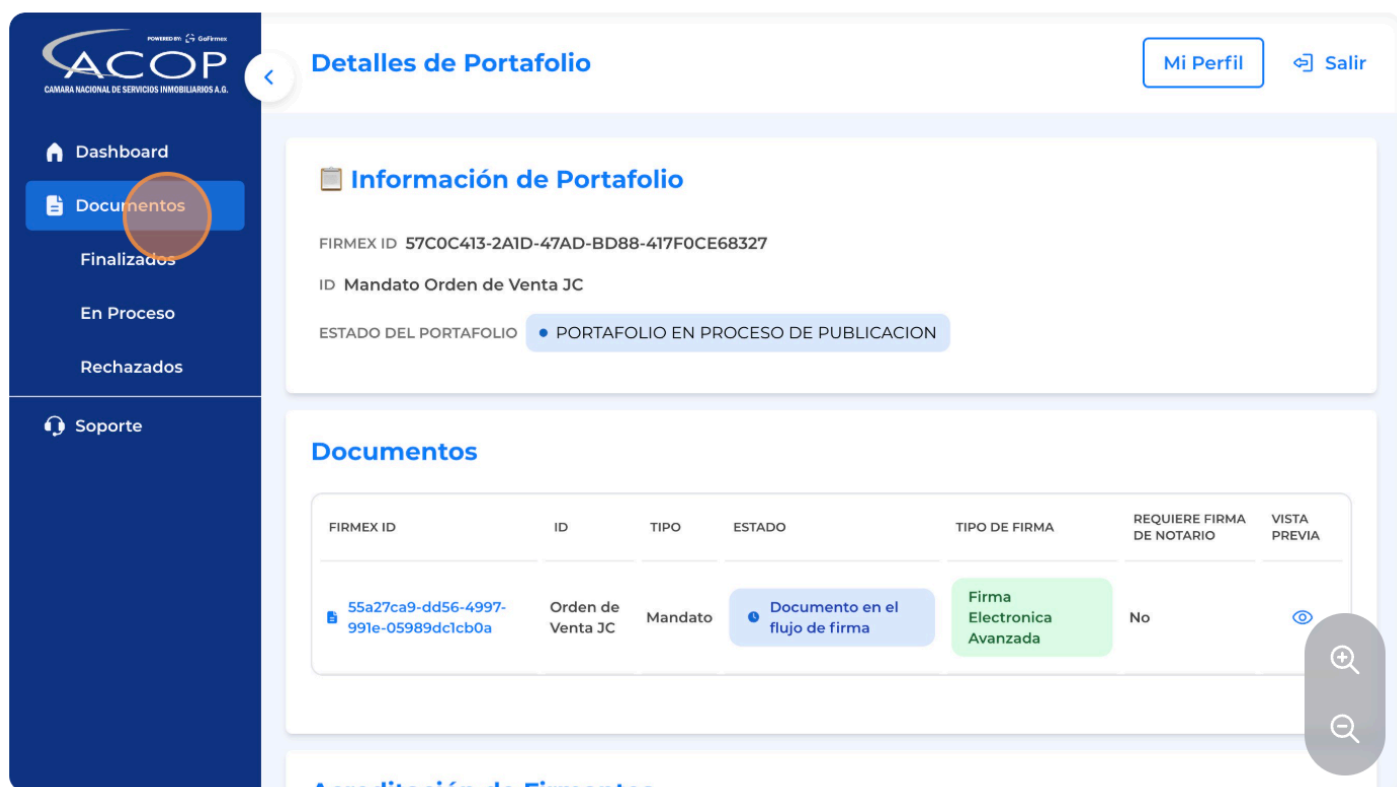 POWERED BY: GoFirmex
ACOP
CAMARA NACIONAL DE SERVICIOS INMOBILIARIOS A.G.
Detalles de Portafolio
Mi Perfil
Salir
Dashboard
Documentos
Finalizados
En Proceso
Rechazados
Soporte
Información de Portafolio
FIRMEX ID 57C0C413-2A1D-47AD-BD88-417F0CE68327
ID Mandato Orden de Venta JC
ESTADO DEL PORTAFOLIO PORTAFOLIO EN PROCESO DE PUBLICACION
Documentos
FIRMEX ID ID TIPO ESTADO TIPO DE FIRMA REQUIERE FIRMA DE NOTARIO VISTA PREVIA
55a27ca9-dd56-4997-
991e-05989dc1cb0a
Orden de
Venta JC
Mandato
Documento en el
flujo de firma
Firma
Electronica
Avanzada
No